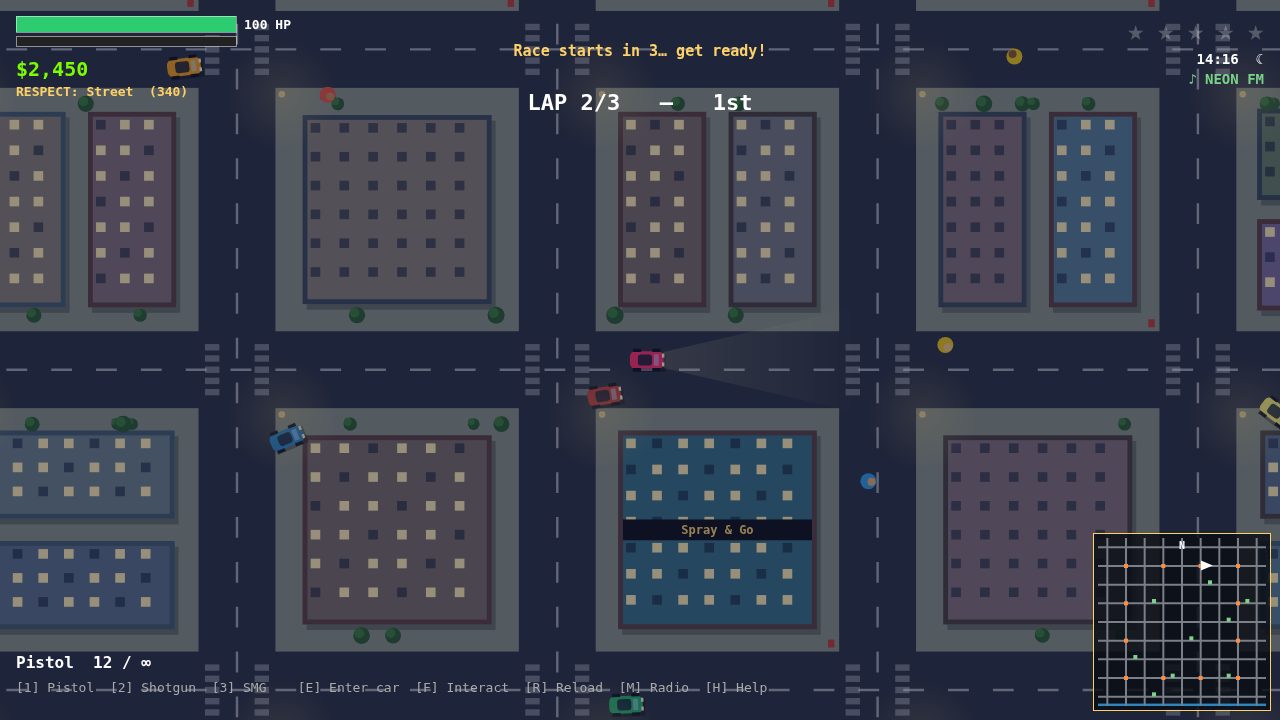 100 HP
Race starts in 3… get ready!
$2,450
14:16 ☾
RESPECT: Street (340)
♪ NEON FM
LAP 2/3 — 1st
Spray & Go
N
Pistol 12 / ∞
[1] Pistol [2] Shotgun [3] SMG [E] Enter car [F] Interact [R] Reload [M] Radio [H] Help